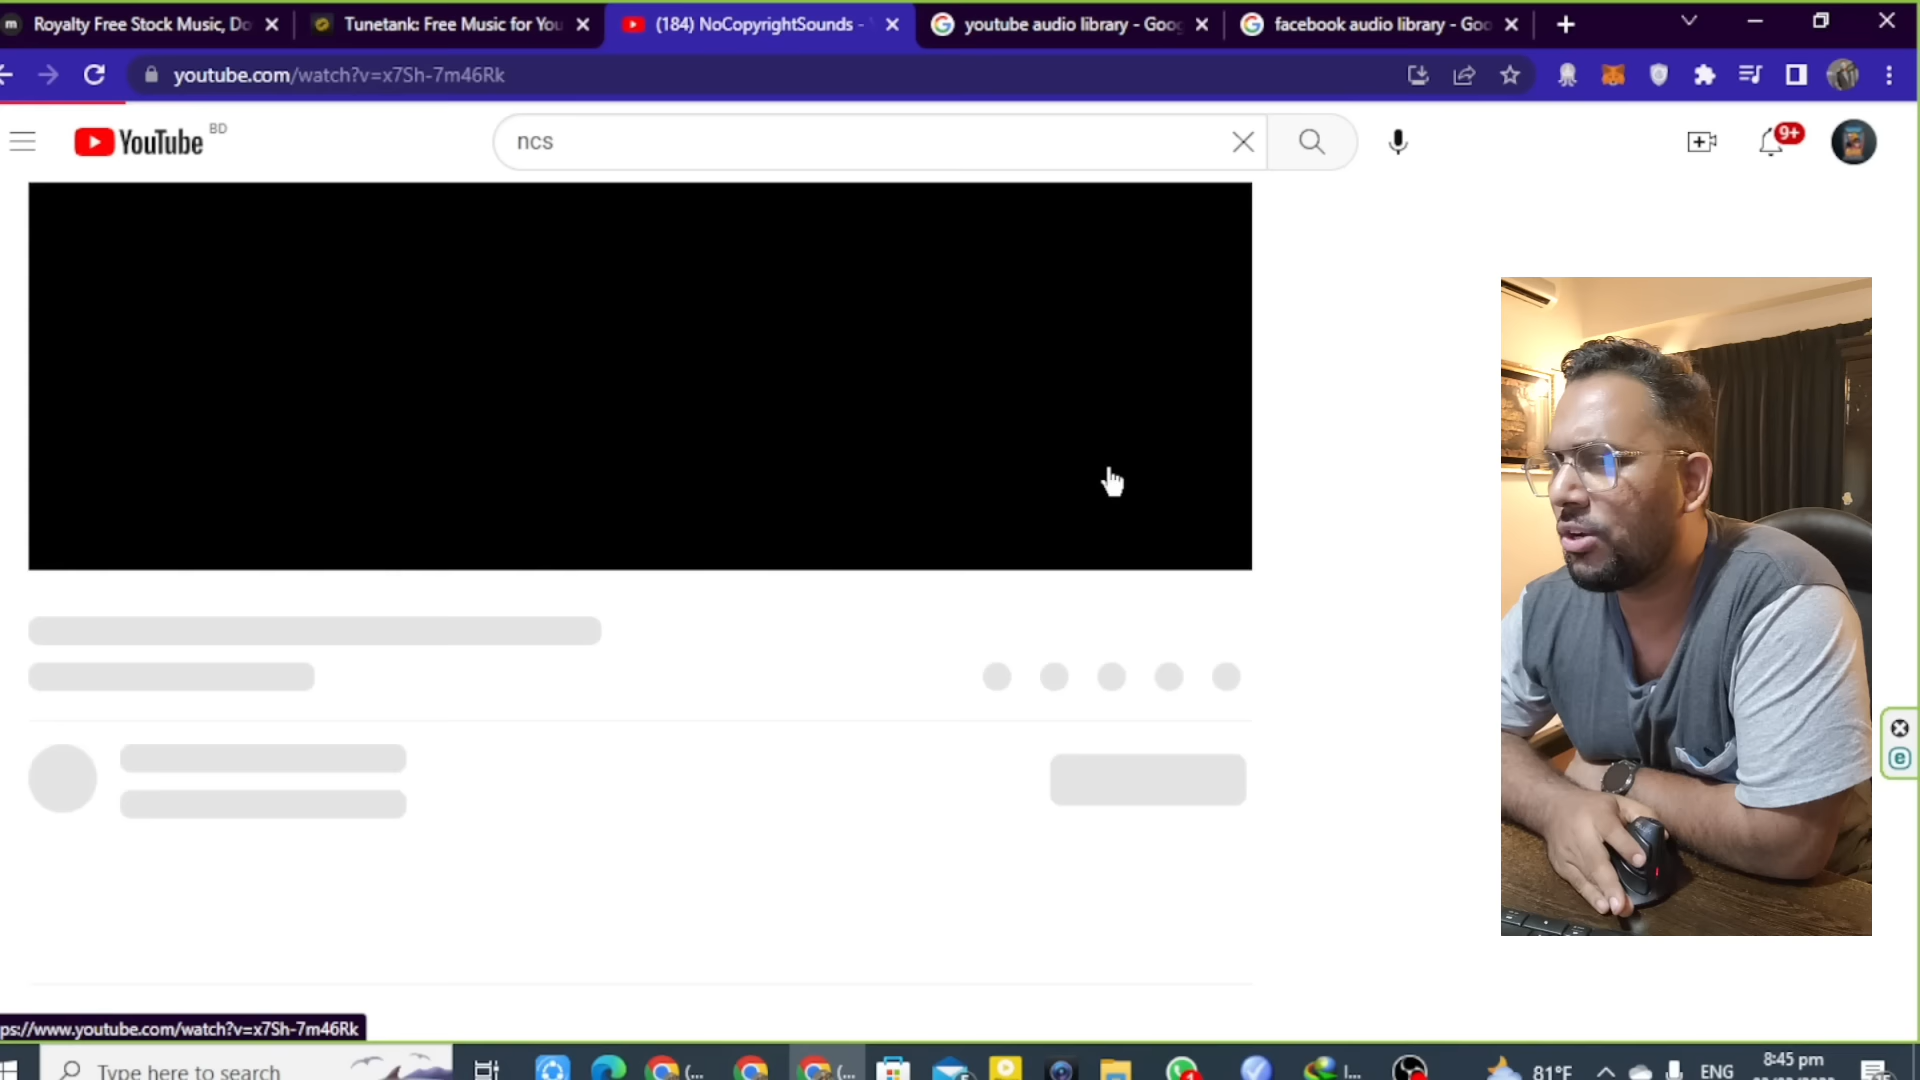 Royalty Free Stock Music, Do
Tunetank: Free Music for You
(184) NoCopyrightSounds -
youtube audio library - Goog
facebook audio library - Goo
youtube.com/watch?v=x7Sh-7m46Rk
YouTube BD
ncs
9+
ps://www.youtube.com/watch?v=x7Sh-7m46Rk
Type here to search
(...
(...
I...
81°F
ENG
8:45 pm